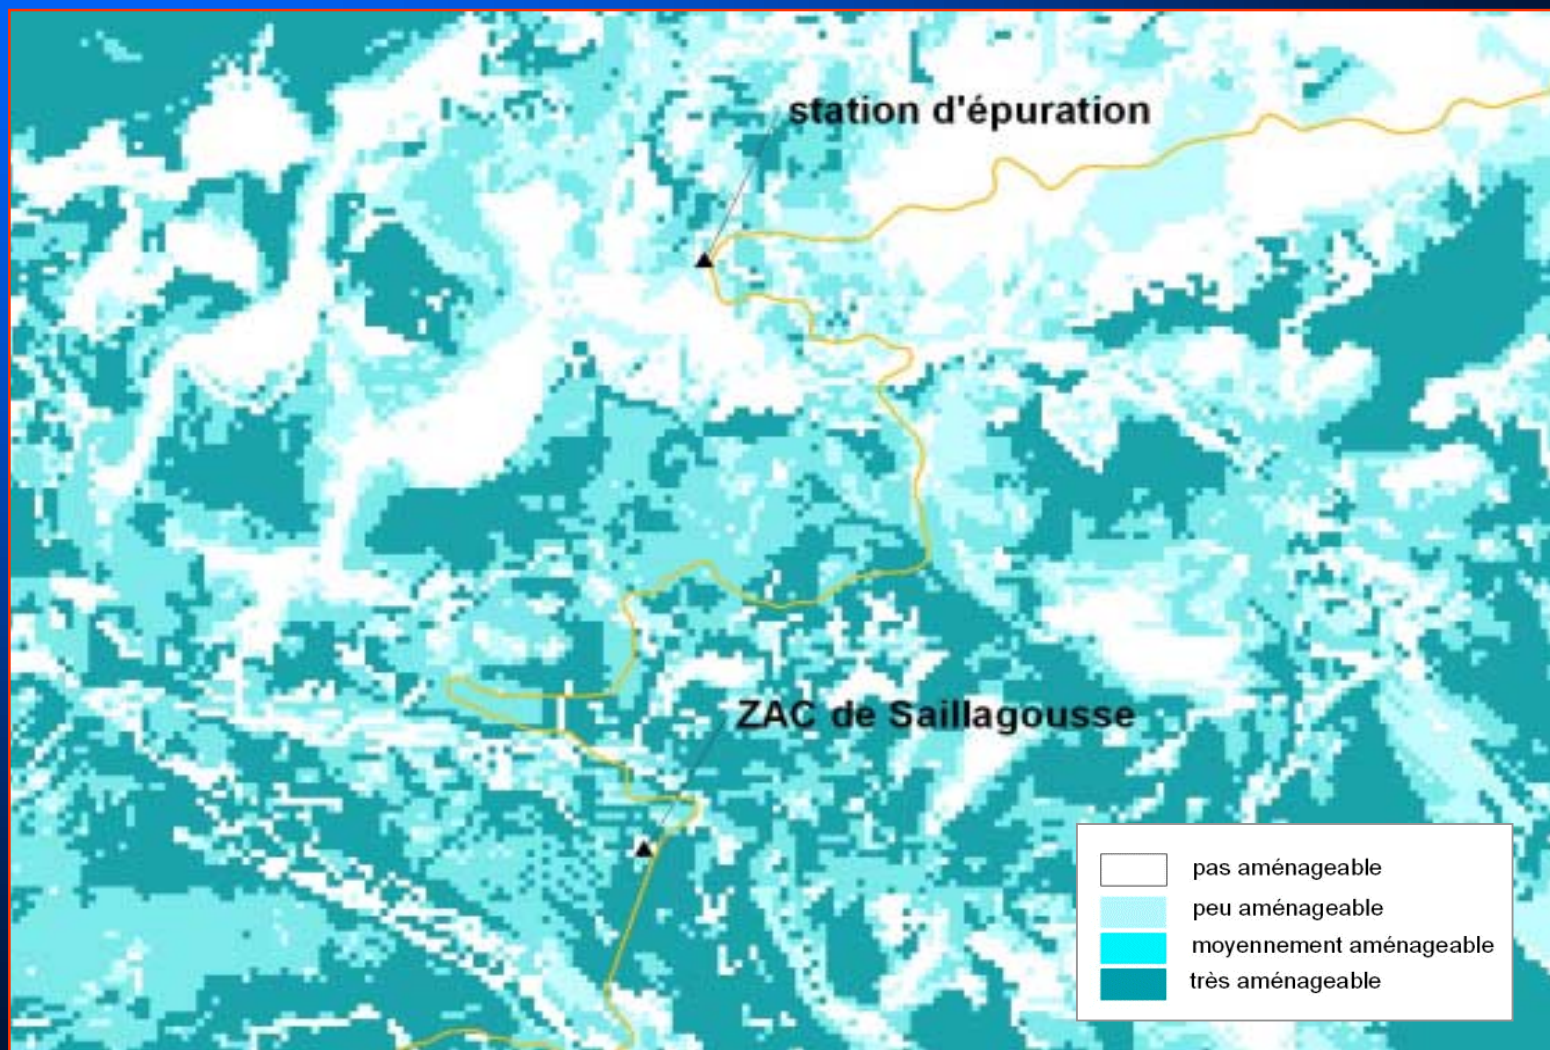 station d'épuration
ZAC de Saillagousse
pas aménageable
peu aménageable
moyennement aménageable
très aménageable